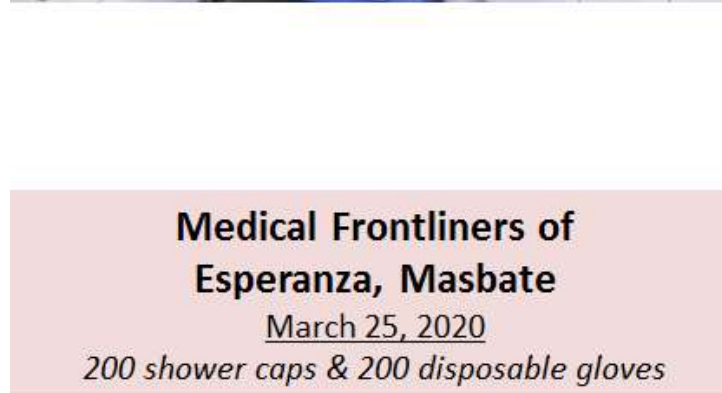 Medical Frontliners of
Esperanza, Masbate
March 25, 2020
200 shower caps & 200 disposable gloves